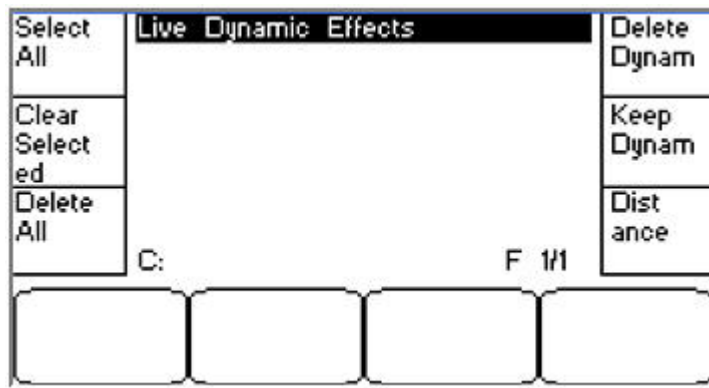 Select
All
Live Dynamic Effects
Delete
Dynam
Clear
Select
ed
Keep
Dynam
Delete
All
Dist
ance
C:
F 1/1